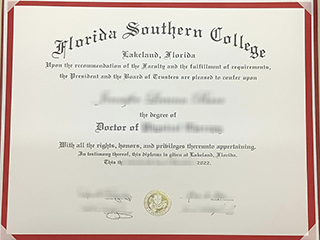 Florida Southern College
Lakeland, Florida
Upon the recommendation of the Faculty and the fulfillment of requirements,
the President and the Board of Trustees are pleased to confer upon
the degree of
Doctor of
With all the rights, honors, and privileges thereunto appertaining.
In testimony thereof, this diploma is given at Lakeland, Florida,
This 2022.